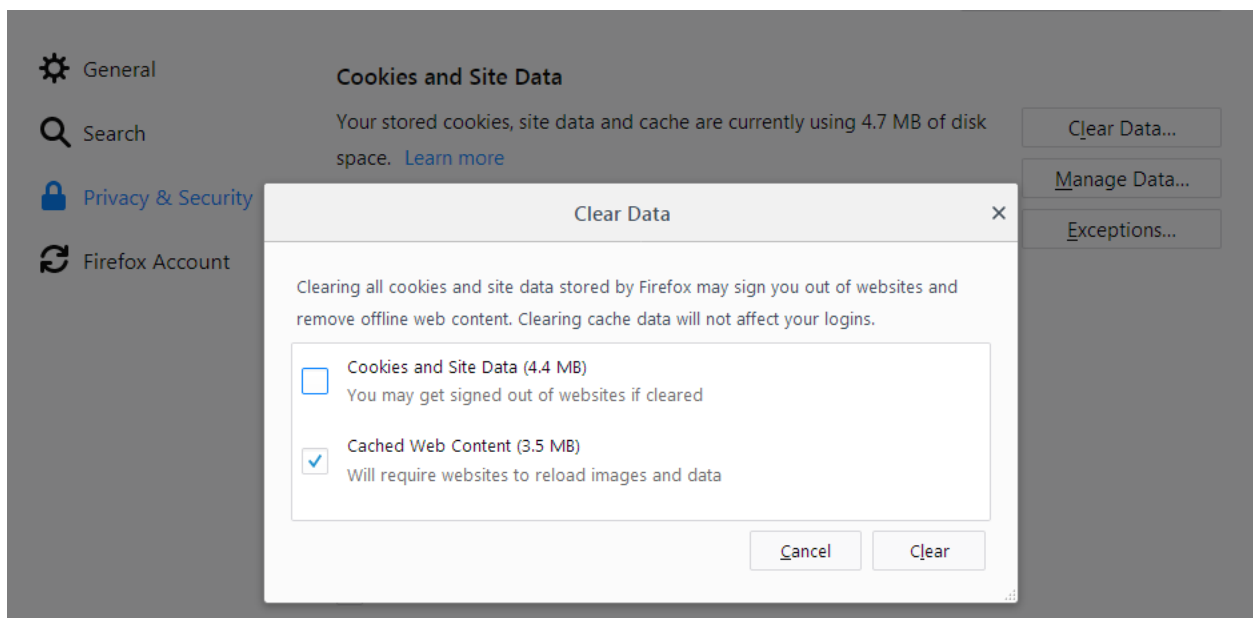 General
Search
Privacy & Security
Firefox Account
Cookies and Site Data
Your stored cookies, site data and cache are currently using 4.7 MB of disk
space. Learn more
Clear Data...
Manage Data...
Exceptions...
Clear Data
Clearing all cookies and site data stored by Firefox may sign you out of websites and
remove offline web content. Clearing cache data will not affect your logins.
Cookies and Site Data (4.4 MB)
You may get signed out of websites if cleared
Cached Web Content (3.5 MB)
Will require websites to reload images and data
Cancel
Clear